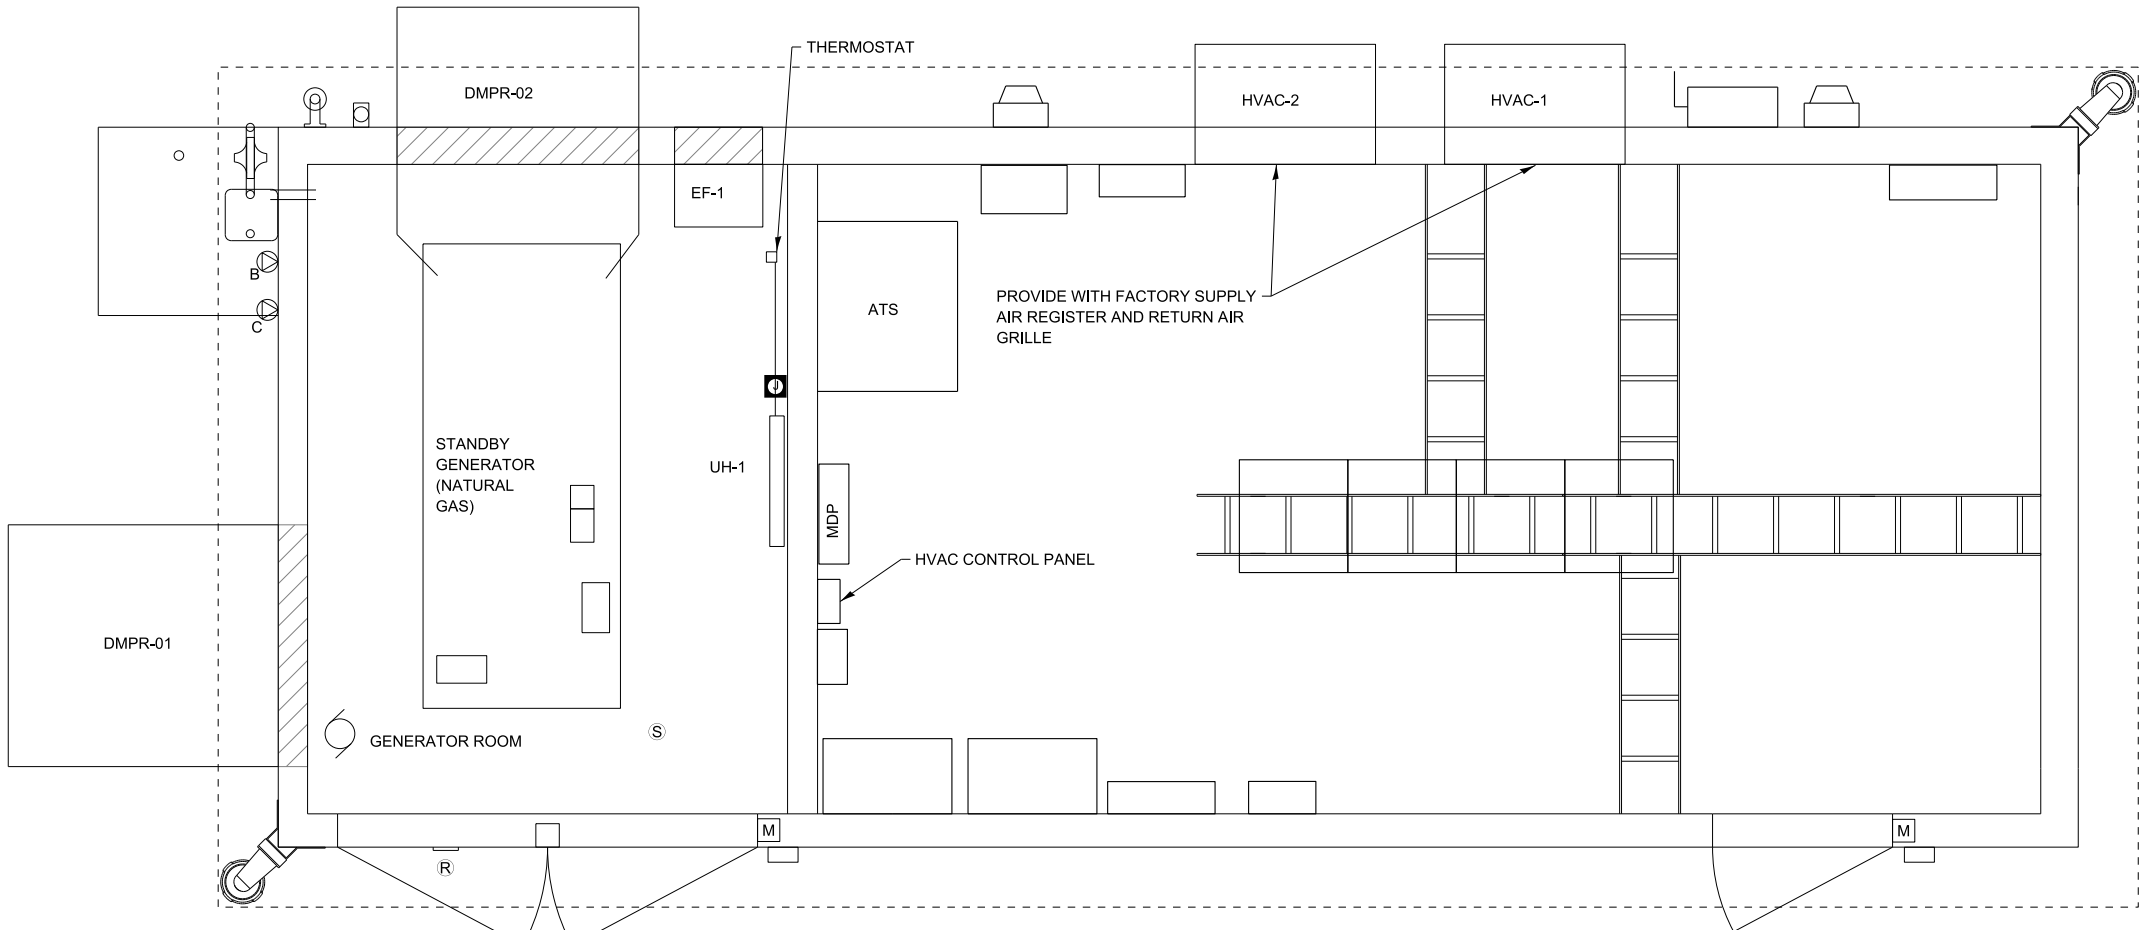 THERMOSTAT
DMPR-02
HVAC-2
HVAC-1
EF-1
B
C
ATS
PROVIDE WITH FACTORY SUPPLY
AIR REGISTER AND RETURN AIR
GRILLE
J
STANDBY
GENERATOR
(NATURAL
GAS)
UH-1
MDP
HVAC CONTROL PANEL
DMPR-01
GENERATOR ROOM
S
M
M
R